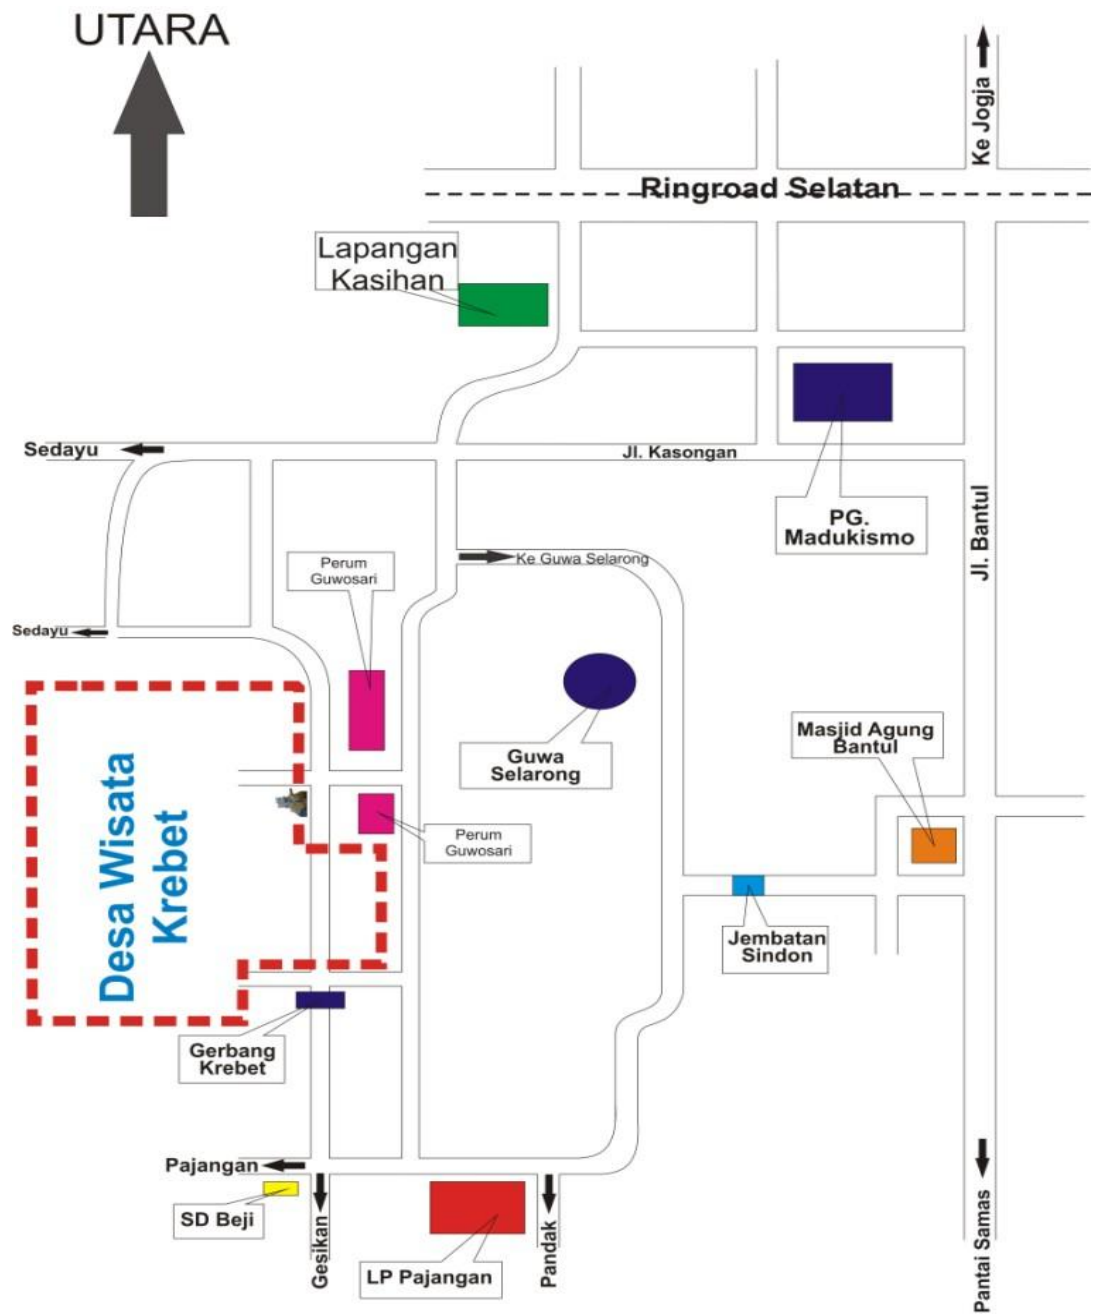 UTARA
Ke Jogja
Ringroad Selatan
Lapangan
Kasihan
Sedayu
Jl. Kasongan
PG.
Madukismo
Jl. Bantul
Perum
Guwosari
Ke Guwa Selarong
Sedayu
Guwa
Selarong
Masjid Agung
Bantul
Desa Wisata
Krebet
Perum
Guwosari
Jembatan
Sindon
Gerbang
Krebet
Pajangan
SD Beji
Gesikan
LP Pajangan
Pandak
Pantai Samas